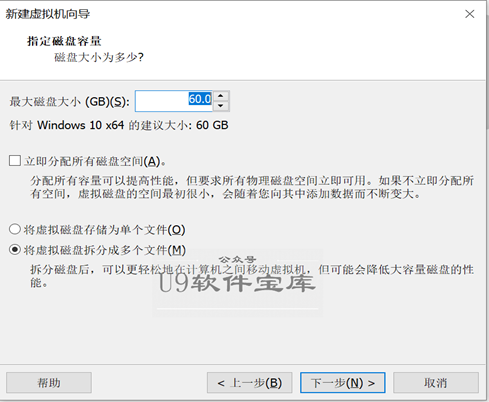 新建虚拟机向导
指定磁盘容量
磁盘大小为多少?
最大磁盘大小 (GB)(S): 60.0
针对 Windows 10 x64 的建议大小: 60 GB
立即分配所有磁盘空间(A)。
分配所有容量可以提高性能，但要求所有物理磁盘空间立即可用。如果不立即分配所
有空间，虚拟磁盘的空间最初很小，会随着您向其中添加数据而不断变大。
将虚拟磁盘存储为单个文件(O)
将虚拟磁盘拆分成多个文件(M)
拆分磁盘后，可以更轻松地在计算机之间移动虚拟机，但可能会降低大容量磁盘的性
能。
公众号
U9软件宝库
帮助 < 上一步(B) 下一步(N) > 取消